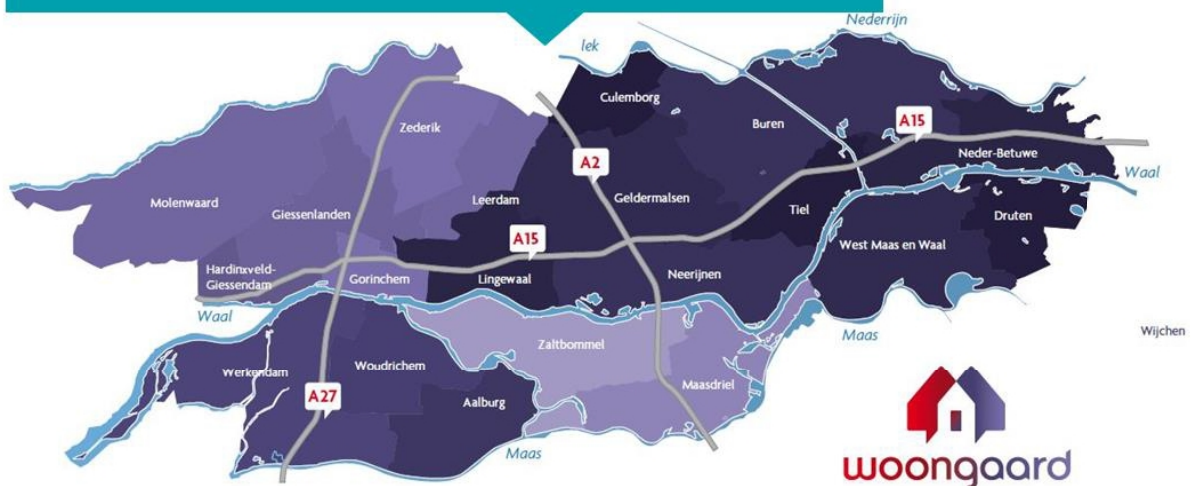 Nederrijn
lek
Culemborg
Zederik
Buren
A15
A2
Neder-Betuwe
Waal
Molenwaard
Giessenlanden
Leerdam
Geldermalsen
Tiel
Druten
A15
West Maas en Waal
Hardinxveld-
Giessendam
Gorinchem
Lingewaal
Neerijnen
Waal
Maas
Wijchen
Zaltbommel
Werkendam
Woudrichem
Maasdriel
A27
Aalburg
Maas
woongaard